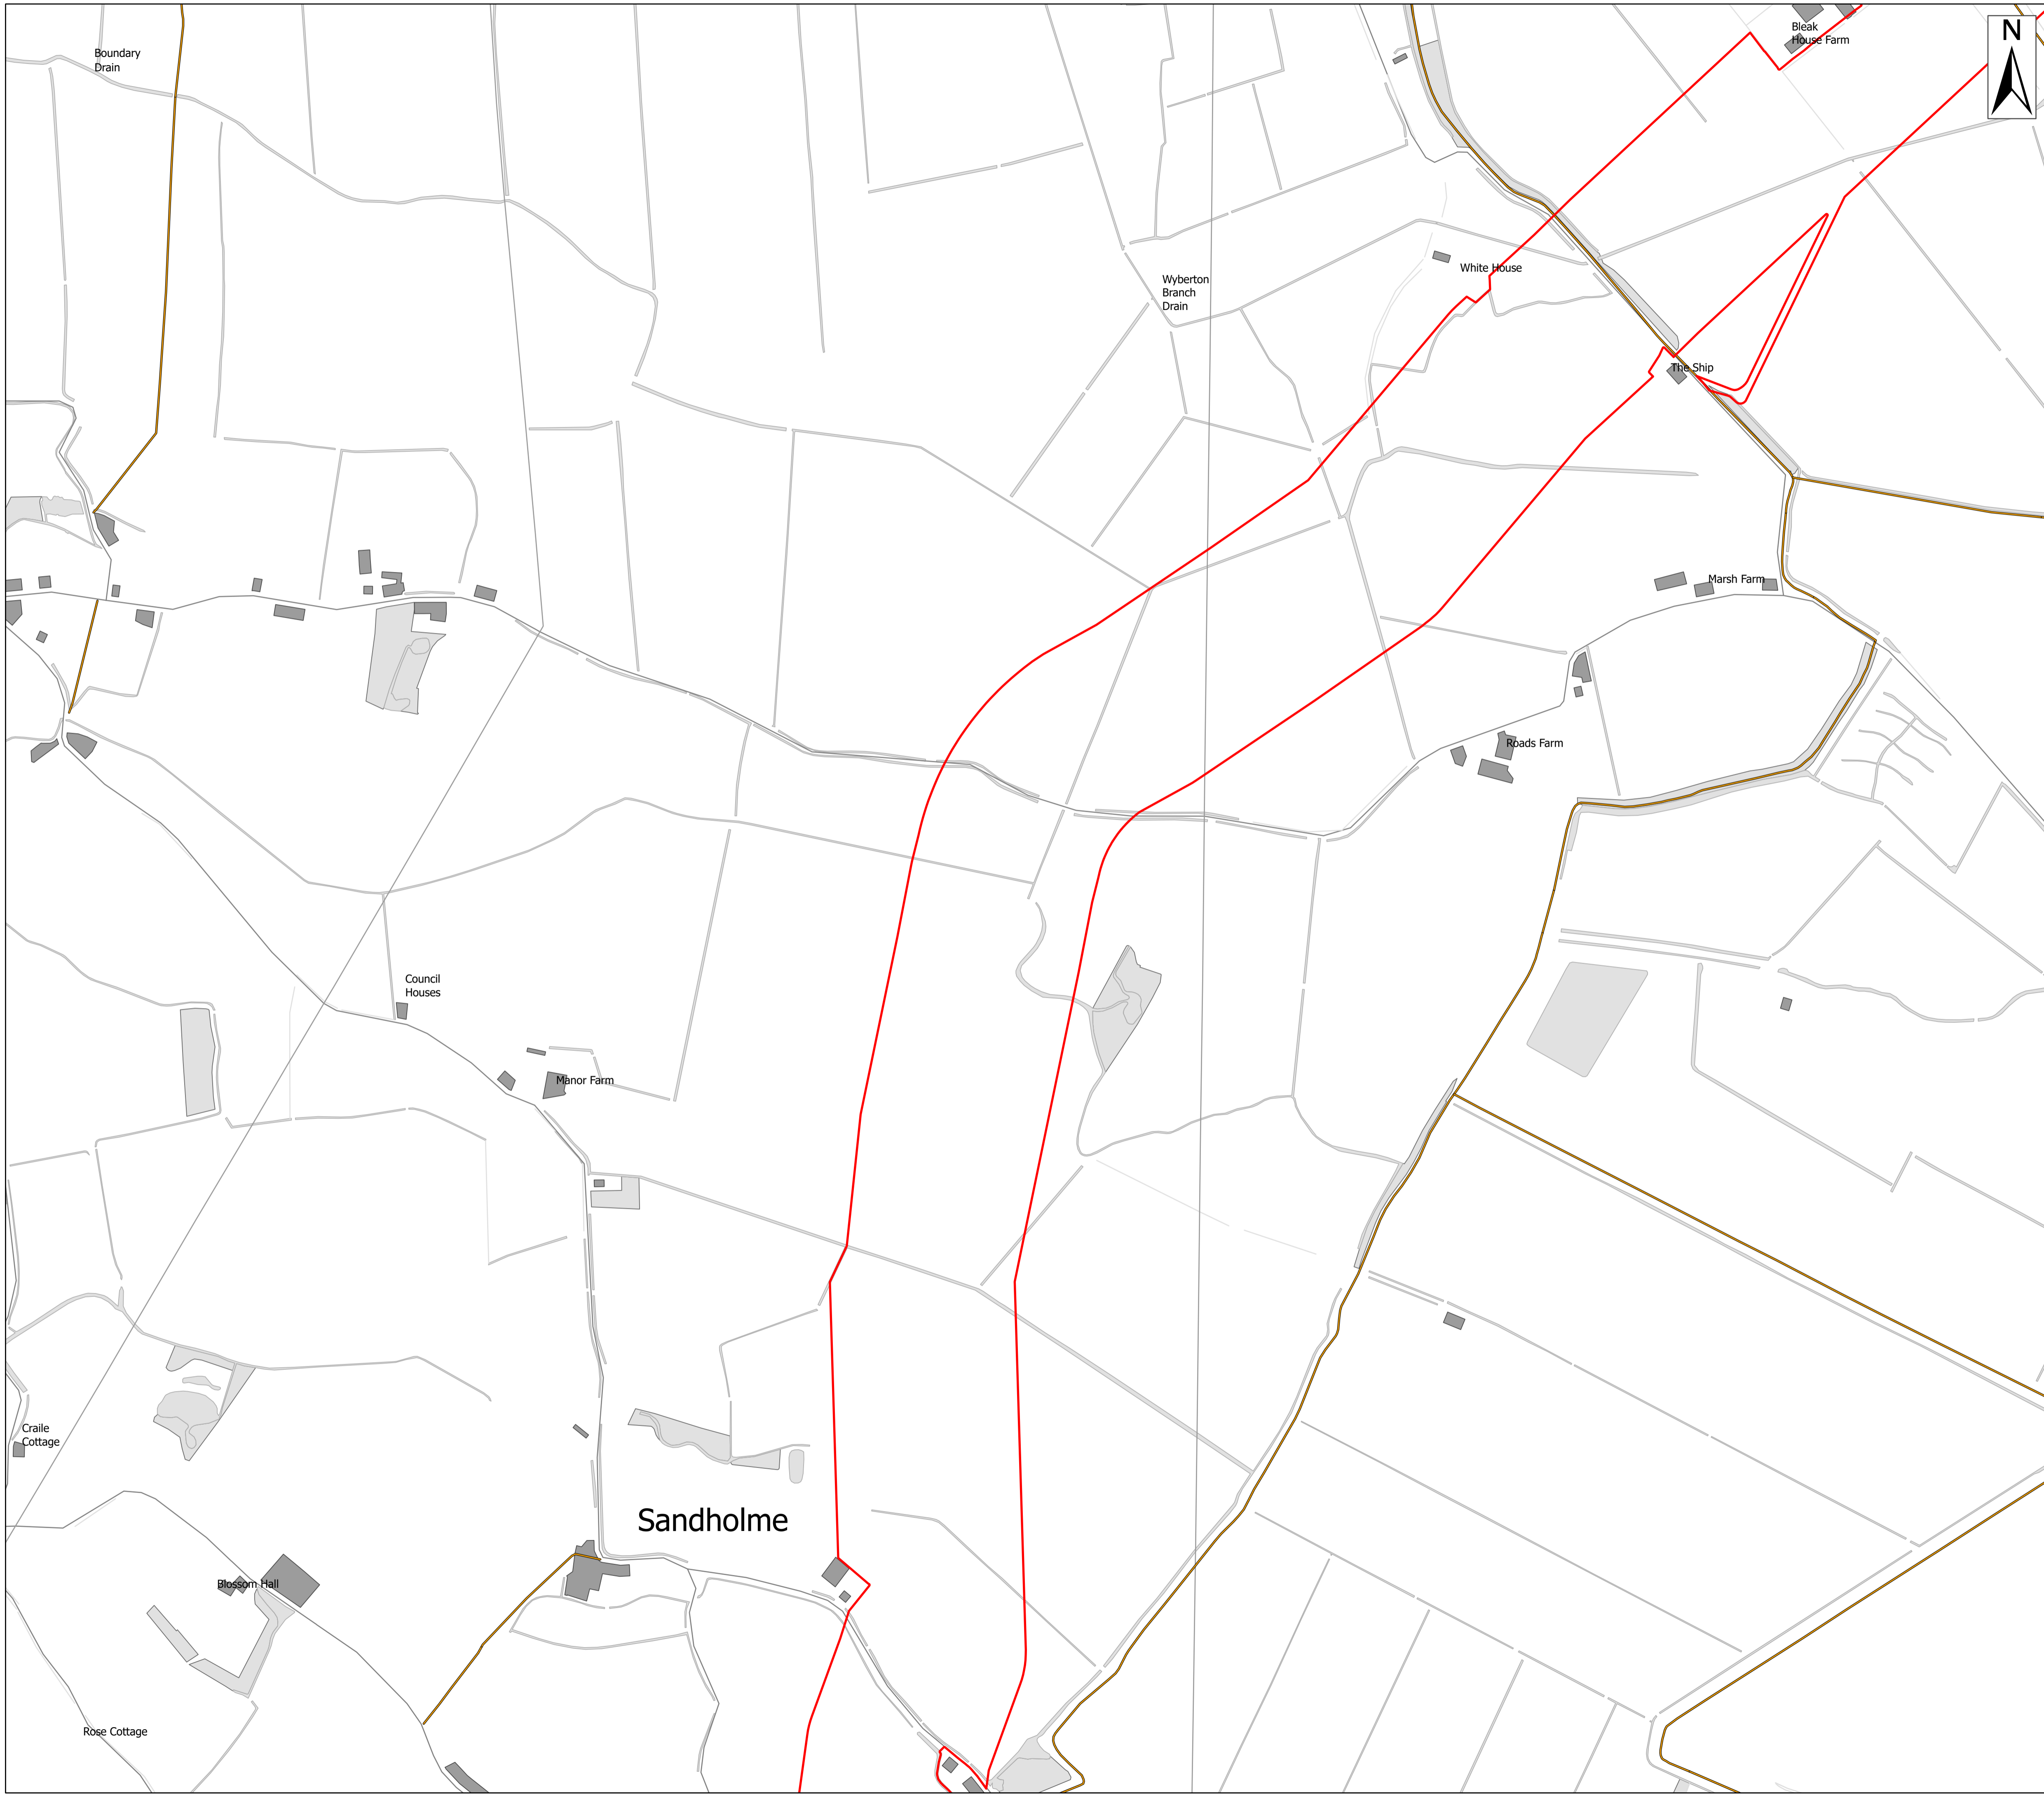 Boundary
Drain
Bleak
House Farm
N
White House
Wyberton
Branch
Drain
The Ship
Marsh Farm
Roads Farm
Council
Houses
Manor Farm
Craile
Cottage
Sandholme
Blossom Hall
Rose Cottage